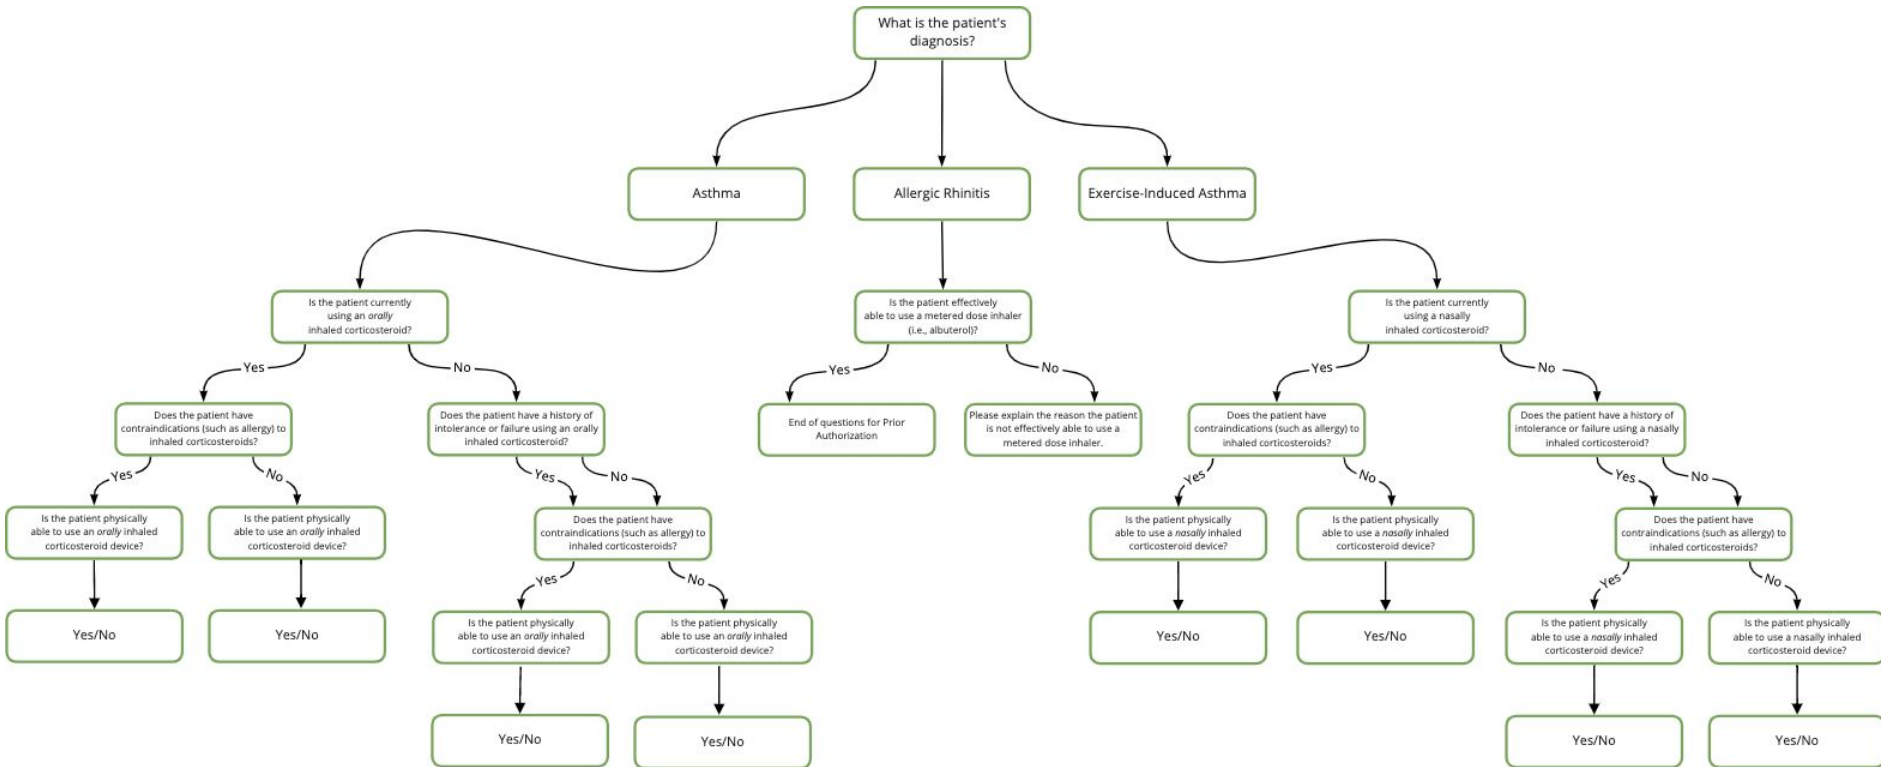 What is the patient's
diagnosis?
Asthma
Allergic Rhinitis
Exercise-Induced Asthma
Is the patient currently
using an orally
inhaled corticosteroid?
Is the patient effectively
able to use a metered dose inhaler
(i.e., albuterol)?
Is the patient currently
using a nasally
inhaled corticosteroid?
Yes
No
Yes
No
Yes
No
Does the patient have
contraindications (such as allergy) to
inhaled corticosteroids?
Does the patient have a history of
intolerance or failure using an orally
inhaled corticosteroid?
End of questions for Prior
Authorization
Please explain the reason the patient
is not effectively able to use a
metered dose inhaler.
Does the patient have
contraindications (such as allergy) to
inhaled corticosteroids?
Does the patient have a history of
intolerance or failure using a nasally
inhaled corticosteroid?
Yes
No
Yes
No
Yes
No
Yes
No
Is the patient physically
able to use an orally inhaled
corticosteroid device?
Is the patient physically
able to use an orally inhaled
corticosteroid device?
Does the patient have
contraindications (such as allergy) to
inhaled corticosteroids?
Is the patient physically
able to use a nasally inhaled
corticosteroid device?
Is the patient physically
able to use a nasally inhaled
corticosteroid device?
Does the patient have
contraindications (such as allergy) to
inhaled corticosteroids?
Yes
No
Yes
No
Yes/No
Yes/No
Is the patient physically
able to use an orally inhaled
corticosteroid device?
Is the patient physically
able to use an orally inhaled
corticosteroid device?
Yes/No
Yes/No
Is the patient physically
able to use a nasally inhaled
corticosteroid device?
Is the patient physically
able to use a nasally inhaled
corticosteroid device?
Yes/No
Yes/No
Yes/No
Yes/No